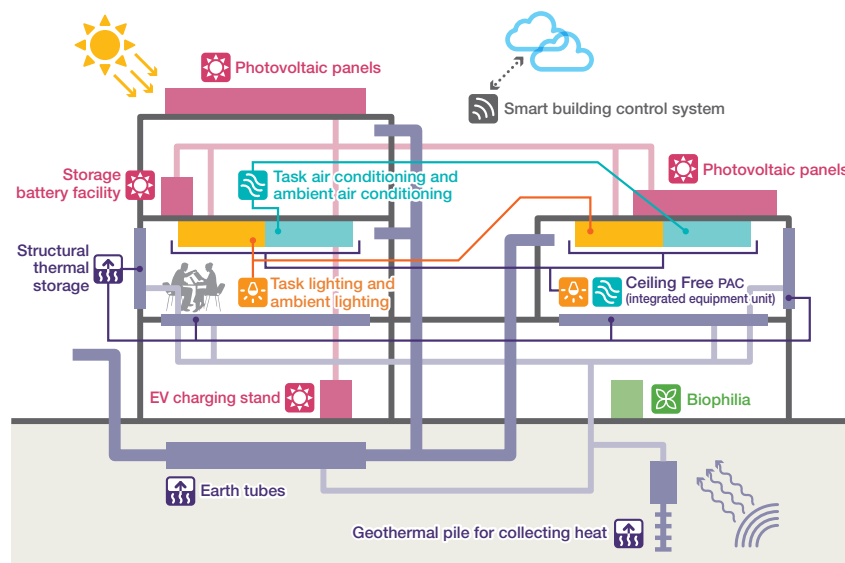 Photovoltaic panels
Smart building control system
Storage
battery facility
Task air conditioning and
ambient air conditioning
Photovoltaic panels
Structural
thermal
storage
Task lighting and
ambient lighting
Ceiling Free PAC
(integrated equipment unit)
EV charging stand
Biophilia
Earth tubes
Geothermal pile for collecting heat